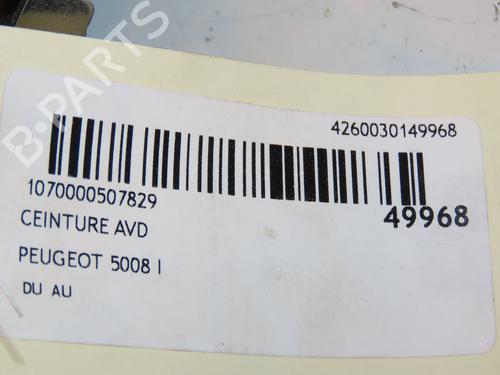 4260030149968
1070000507829
49968
CEINTURE AVD
PEUGEOT 5008 I
DU AU
B-PARTS